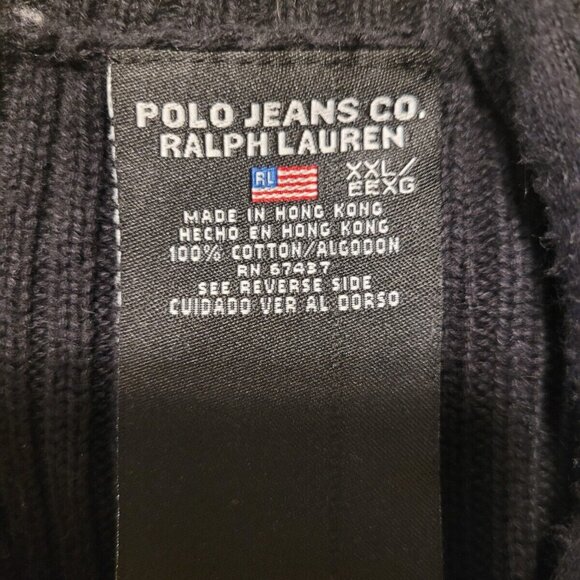 POLO JEANS CO.
RALPH LAUREN
RL
XXL/
EEXG
MADE IN HONG KONG
HECHO EN HONG KONG
100% COTTON/ALGODON
RN 67437
SEE REVERSE SIDE
CUIDADO VER AL DORSO